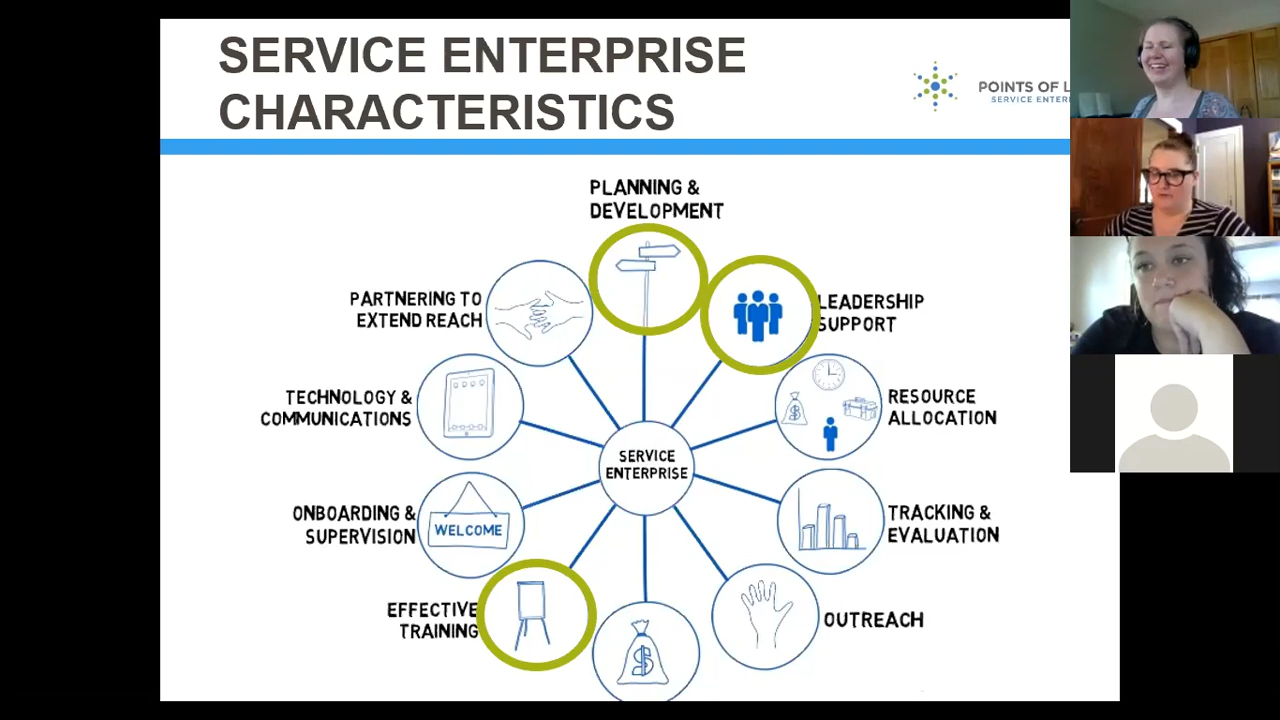 SERVICE ENTERPRISE
CHARACTERISTICS
POINTS OF L
SERVICE ENTER
PLANNING &
DEVELOPMENT
PARTNERING TO
EXTEND REACH
LEADERSHIP
SUPPORT
TECHNOLOGY &
COMMUNICATIONS
RESOURCE
ALLOCATION
SERVICE
ENTERPRISE
ONBOARDING &
SUPERVISION
WELCOME
TRACKING &
EVALUATION
EFFECTIVE
TRAINING
OUTREACH
$
$